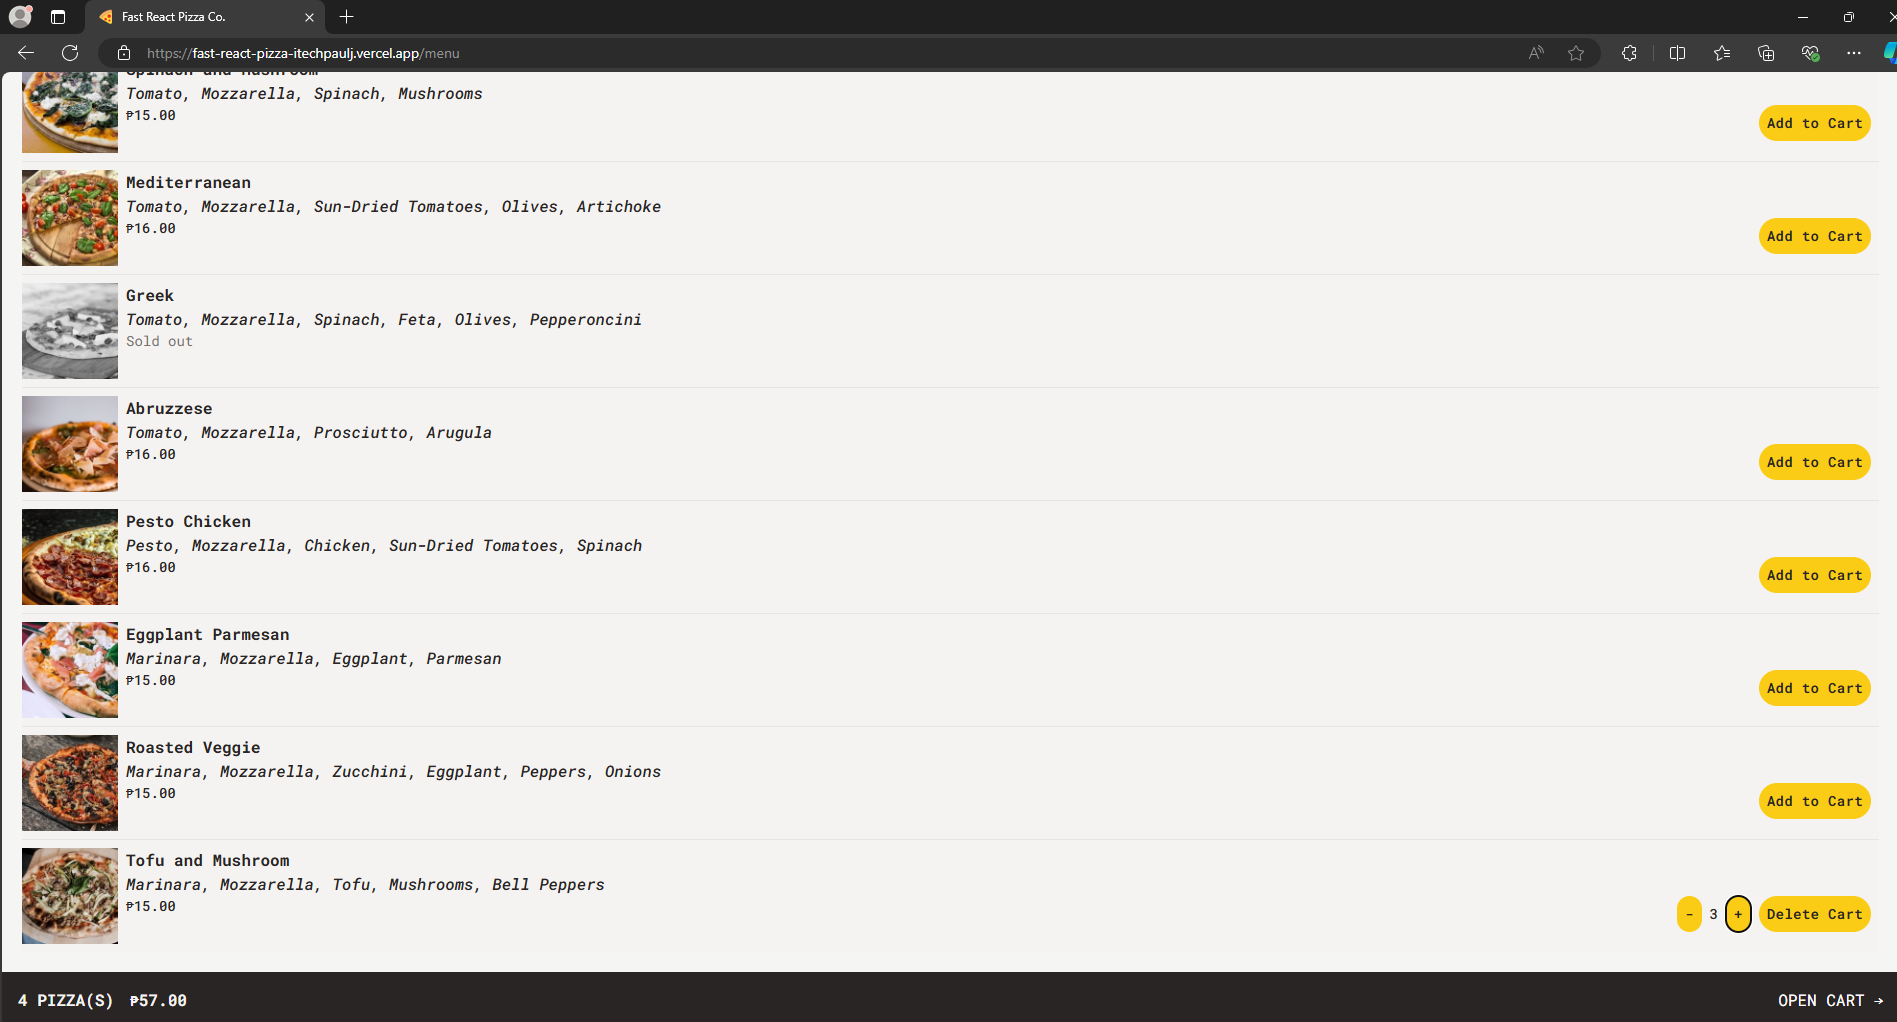 Fast React Pizza Co.
https://fast-react-pizza-itechpaulj.vercel.app/menu
Spinach and Mushroom
Tomato, Mozzarella, Spinach, Mushrooms
₱15.00
Add to Cart
Mediterranean
Tomato, Mozzarella, Sun-Dried Tomatoes, Olives, Artichoke
₱16.00
Add to Cart
Greek
Tomato, Mozzarella, Spinach, Feta, Olives, Pepperoncini
Sold out
Abruzzese
Tomato, Mozzarella, Prosciutto, Arugula
₱16.00
Add to Cart
Pesto Chicken
Pesto, Mozzarella, Chicken, Sun-Dried Tomatoes, Spinach
₱16.00
Add to Cart
Eggplant Parmesan
Marinara, Mozzarella, Eggplant, Parmesan
₱15.00
Add to Cart
Roasted Veggie
Marinara, Mozzarella, Zucchini, Eggplant, Peppers, Onions
₱15.00
Add to Cart
Tofu and Mushroom
Marinara, Mozzarella, Tofu, Mushrooms, Bell Peppers
₱15.00
- 3 + Delete Cart
4 PIZZA(S) ₱57.00
OPEN CART →